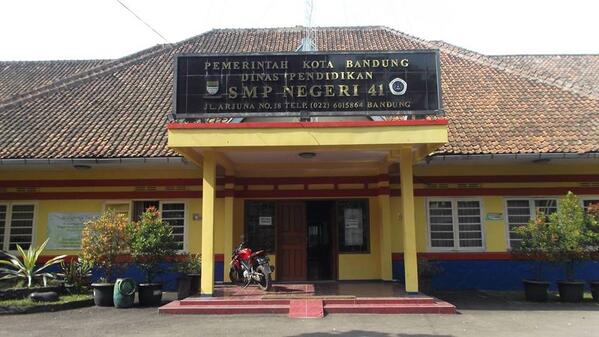 PEMERINTAH KOTA BANDUNG
DINAS PENDIDIKAN
SMP NEGERI 41
JL. ARJUNA NO. 18 TELP. (022) 6015864 BANDUNG